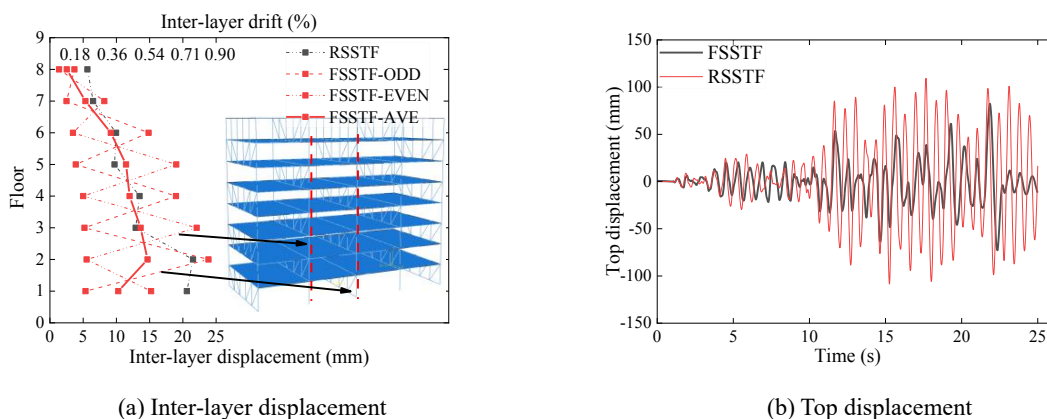 Inter-layer drift (%)
0.18 0.36 0.54 0.71 0.90
9
8
7
6
5
4
3
2
1
0
Floor
RSSTF
FSSTF-ODD
FSSTF-EVEN
FSSTF-AVE
0 5 10 15 20 25
Inter-layer displacement (mm)
(a) Inter-layer displacement
150
100
50
0
-50
-100
-150
Top displacement (mm)
FSSTF
RSSTF
0 5 10 15 20 25
Time (s)
(b) Top displacement